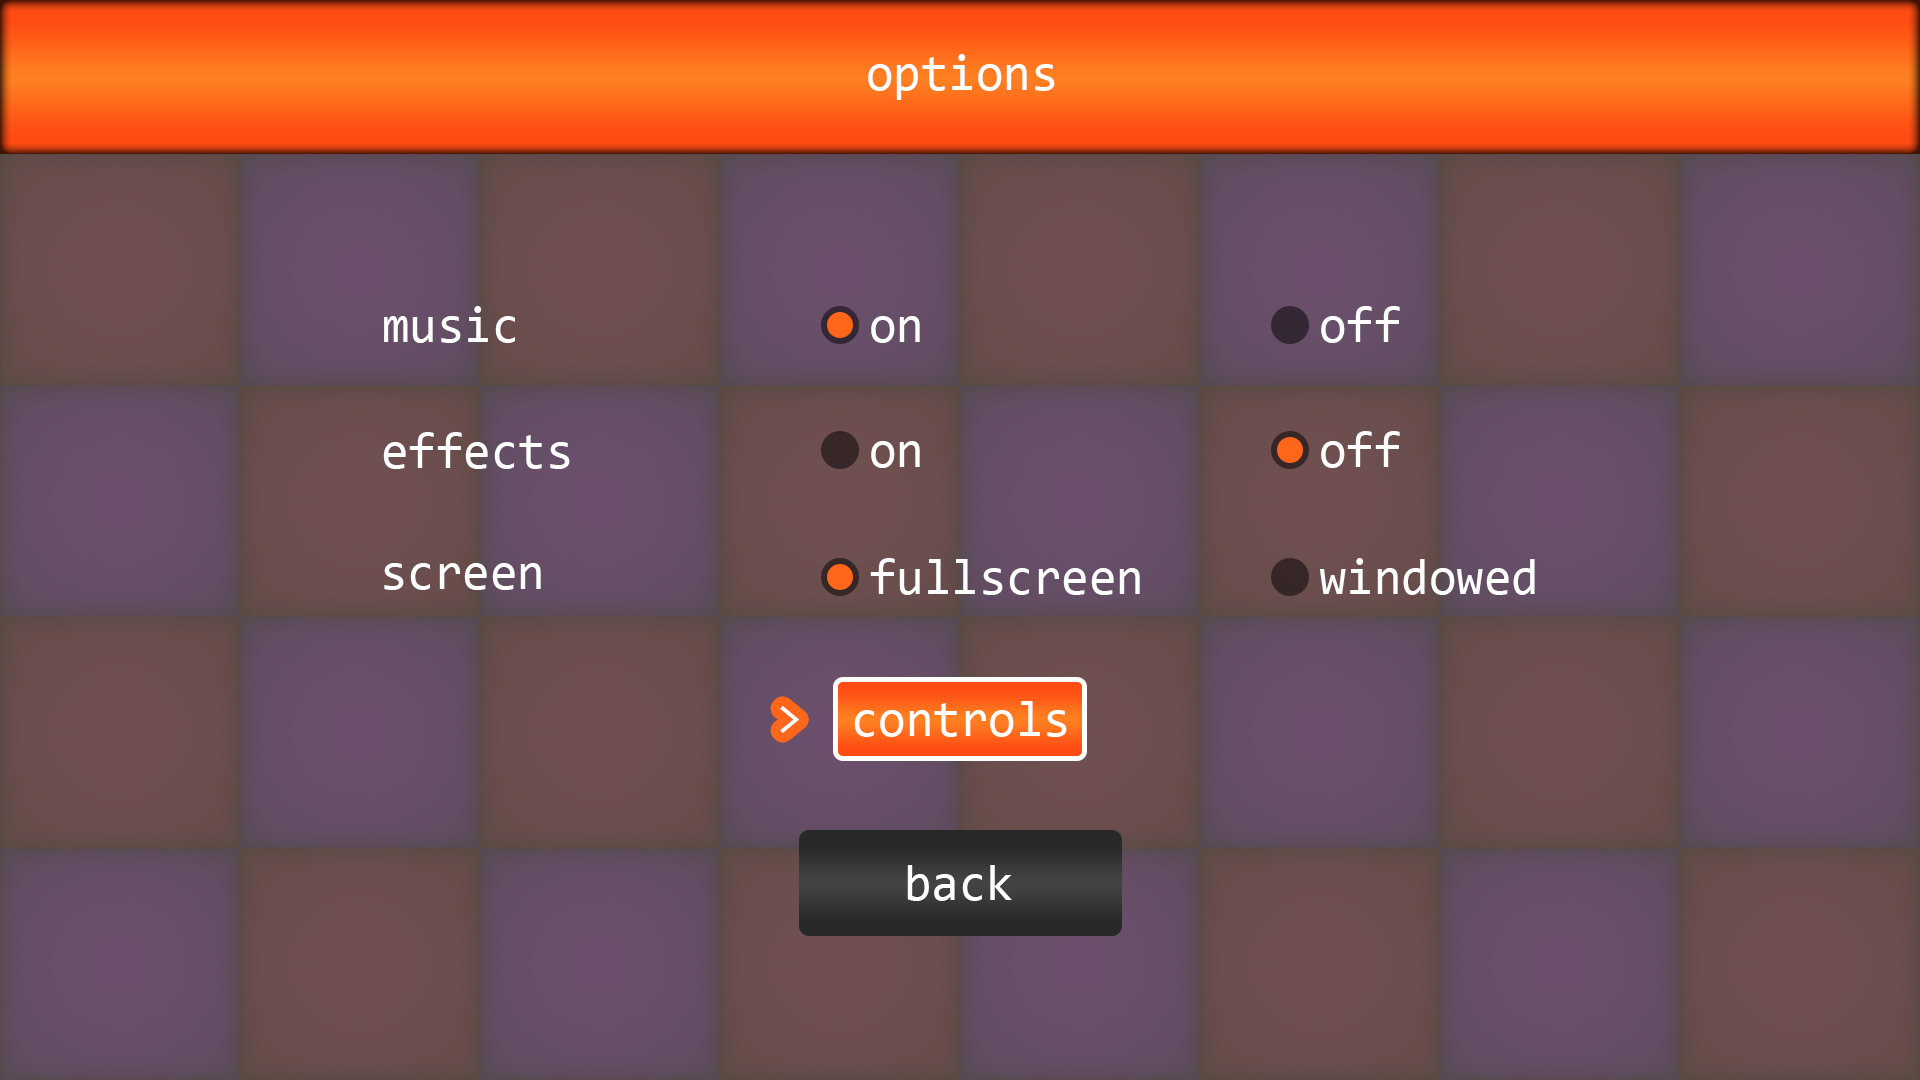 options
music on off
effects on off
screen fullscreen windowed
controls
back